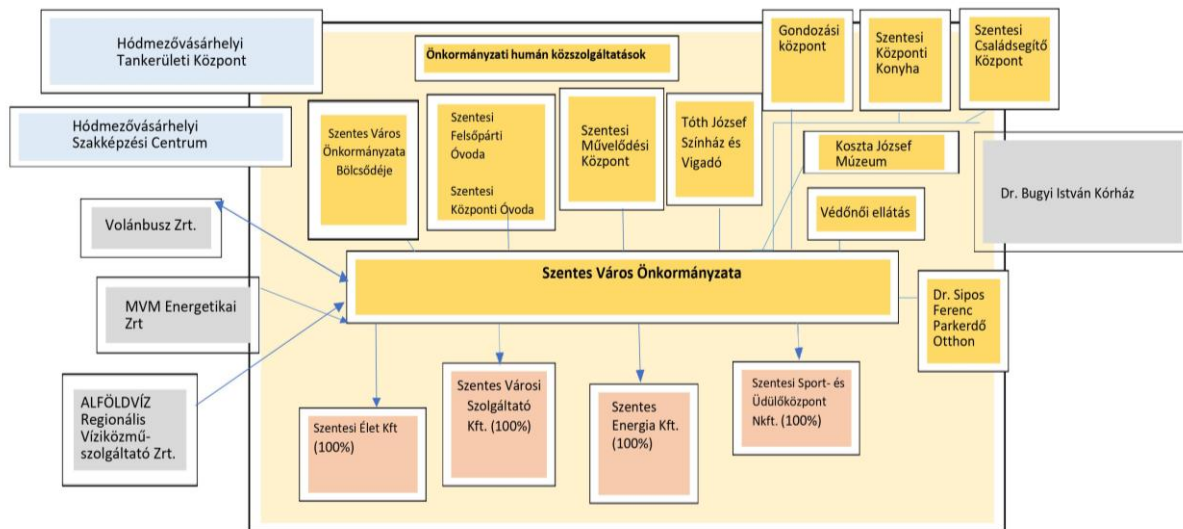 Hódmezővásárhelyi
Tankerületi Központ
Hódmezővásárhelyi
Szakképzési Centrum
Önkormányzati humán közszolgáltatások
Gondozási
központ
Szentesi
Központi
Konyha
Szentesi
Családsegítő
Központ
Szentes Város
Önkormányzata
Bölcsődéje
Szentesi
Felsőpárti
Óvoda
Szentesi
Központi Óvoda
Szentesi
Művelődési
Központ
Tóth József
Színház és
Vigadó
Koszta József
Múzeum
Védőnői ellátás
Dr. Bugyi István Kórház
Volánbusz Zrt.
MVM Energetikai
Zrt
ALFÖLDVÍZ
Regionális
Víziközmű-
szolgáltató Zrt.
Szentes Város Önkormányzata
Dr. Sipos
Ferenc
Parkerdő
Otthon
Szentesi Élet Kft
(100%)
Szentes Városi
Szolgáltató
Kft. (100%)
Szentes
Energia Kft.
(100%)
Szentesi Sport- és
Üdülőközpont
Nkft. (100%)